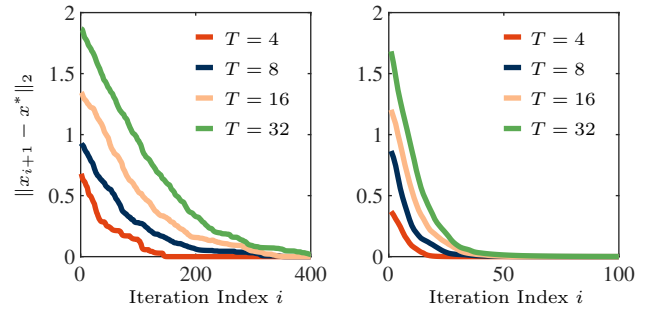 ‖x_{i+1} − x*‖₂
2
1.5
1
0.5
0
T = 4
T = 8
T = 16
T = 32
0
200
400
Iteration Index i
2
1.5
1
0.5
0
T = 4
T = 8
T = 16
T = 32
0
50
100
Iteration Index i